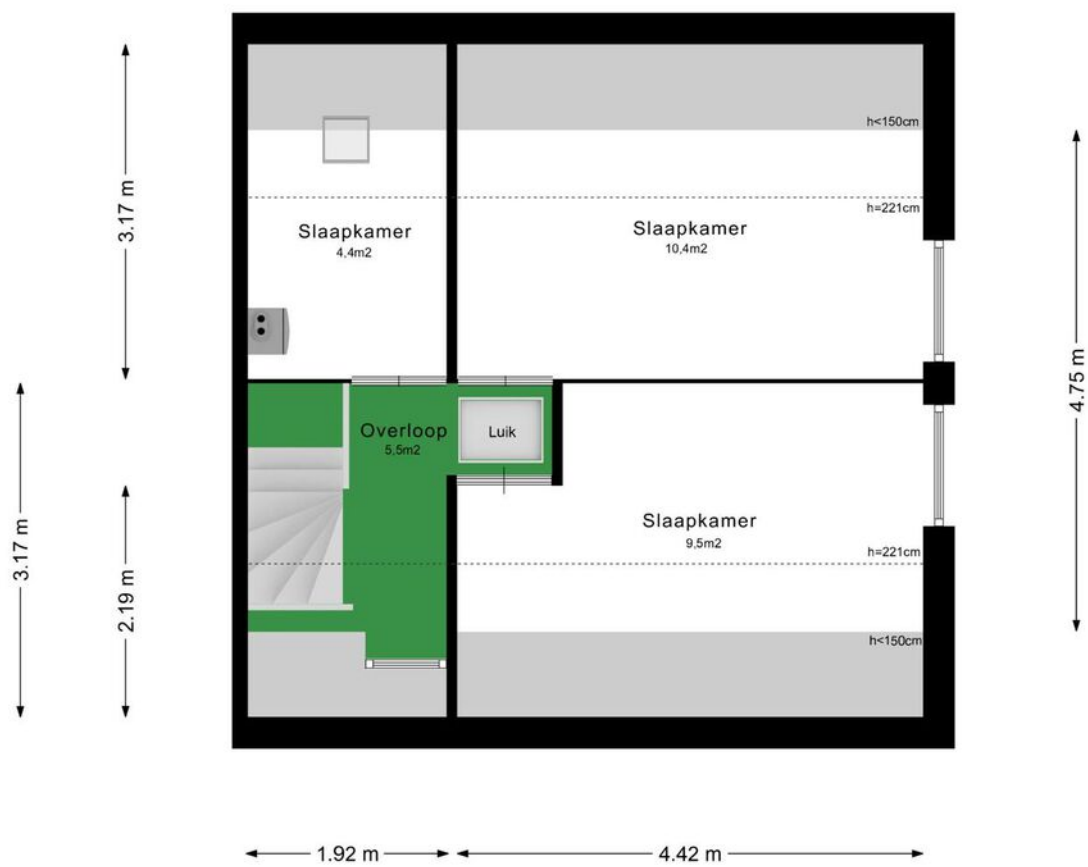 h<150cm
h=221cm
Slaapkamer
4,4m2
Slaapkamer
10,4m2
3.17 m
4.75 m
Overloop
5,5m2
Luik
Slaapkamer
9,5m2
h=221cm
3.17 m
2.19 m
h<150cm
1.92 m
4.42 m